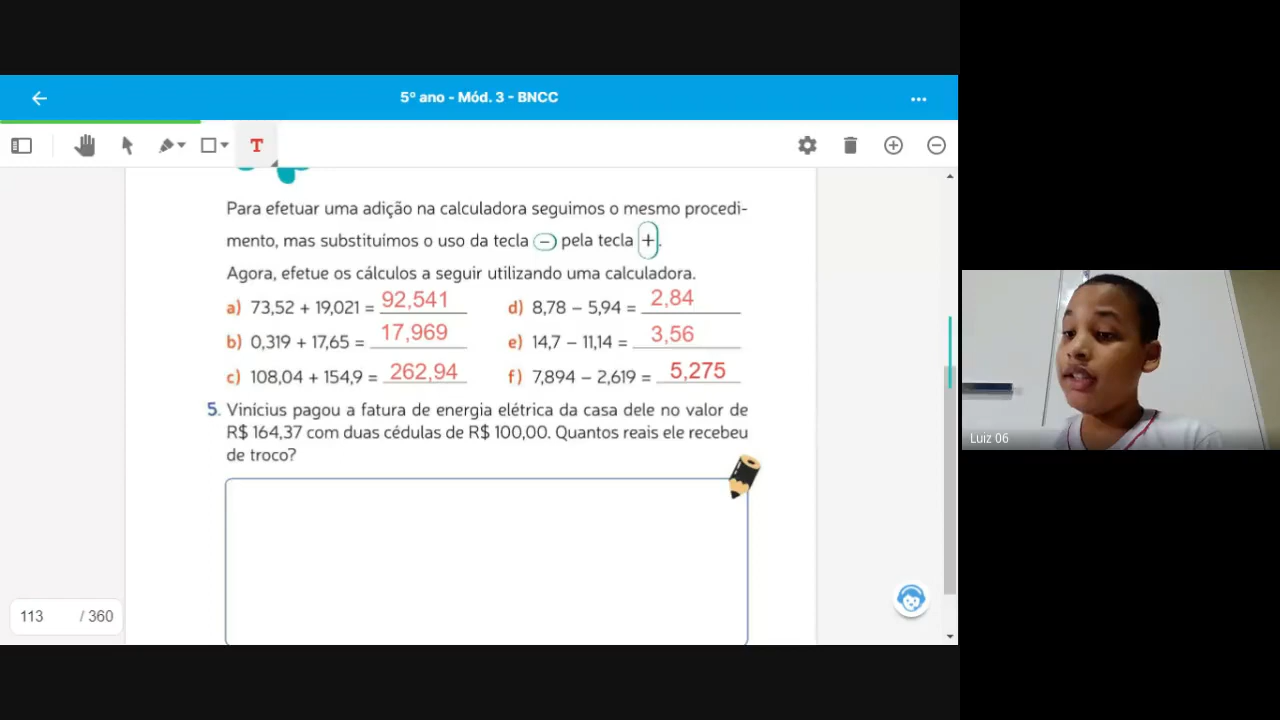 5º ano - Mód. 3 - BNCC
T
Para efetuar uma adição na calculadora seguimos o mesmo procedi-
mento, mas substituímos o uso da tecla − pela tecla +.
Agora, efetue os cálculos a seguir utilizando uma calculadora.
a) 73,52 + 19,021 = 92,541
d) 8,78 − 5,94 = 2,84
b) 0,319 + 17,65 = 17,969
e) 14,7 − 11,14 = 3,56
c) 108,04 + 154,9 = 262,94
f) 7,894 − 2,619 = 5,275
5. Vinícius pagou a fatura de energia elétrica da casa dele no valor de
R$ 164,37 com duas cédulas de R$ 100,00. Quantos reais ele recebeu
de troco?
113 / 360
Luiz 06